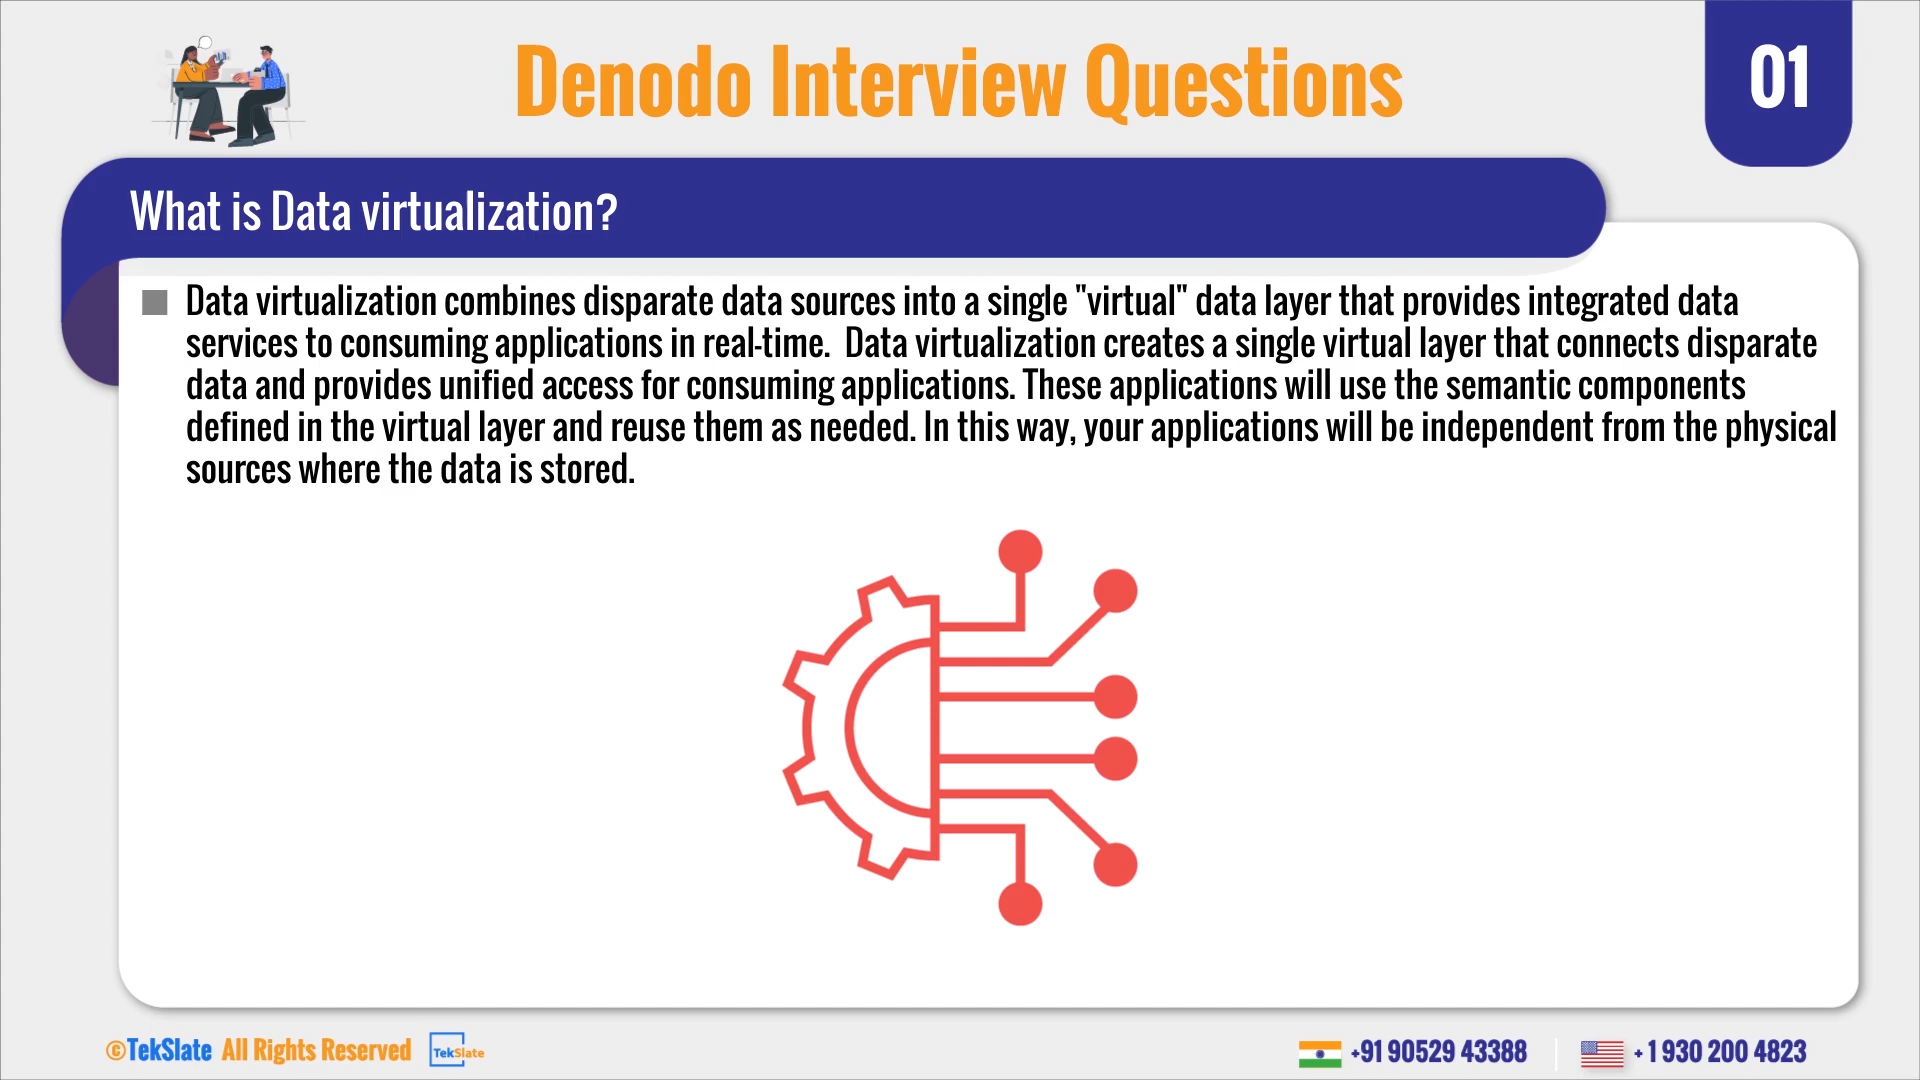 Denodo Interview Questions
01
What is Data virtualization?
Data virtualization combines disparate data sources into a single "virtual" data layer that provides integrated data
services to consuming applications in real-time.  Data virtualization creates a single virtual layer that connects disparate
data and provides unified access for consuming applications. These applications will use the semantic components
defined in the virtual layer and reuse them as needed. In this way, your applications will be independent from the physical
sources where the data is stored.
©TekSlate All Rights Reserved
TekSlate
+91 90529 43388
+ 1 930 200 4823